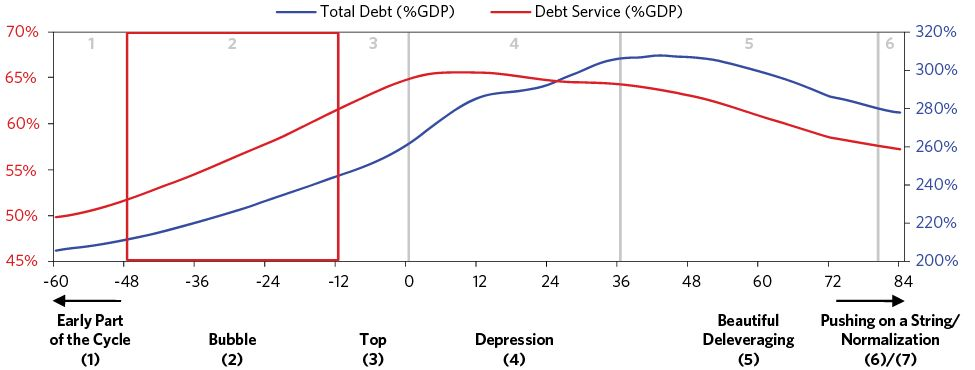 Total Debt (%GDP) Debt Service (%GDP)
70% 320%
1 2 3 4 5 6
65% 300%
280%
60%
260%
55% 240%
50% 220%
45% 200%
-60 -48 -36 -24 -12 0 12 24 36 48 60 72 84
Early Part Beautiful Pushing on a String/
of the Cycle Bubble Top Depression Deleveraging Normalization
(1) (2) (3) (4) (5) (6)/(7)